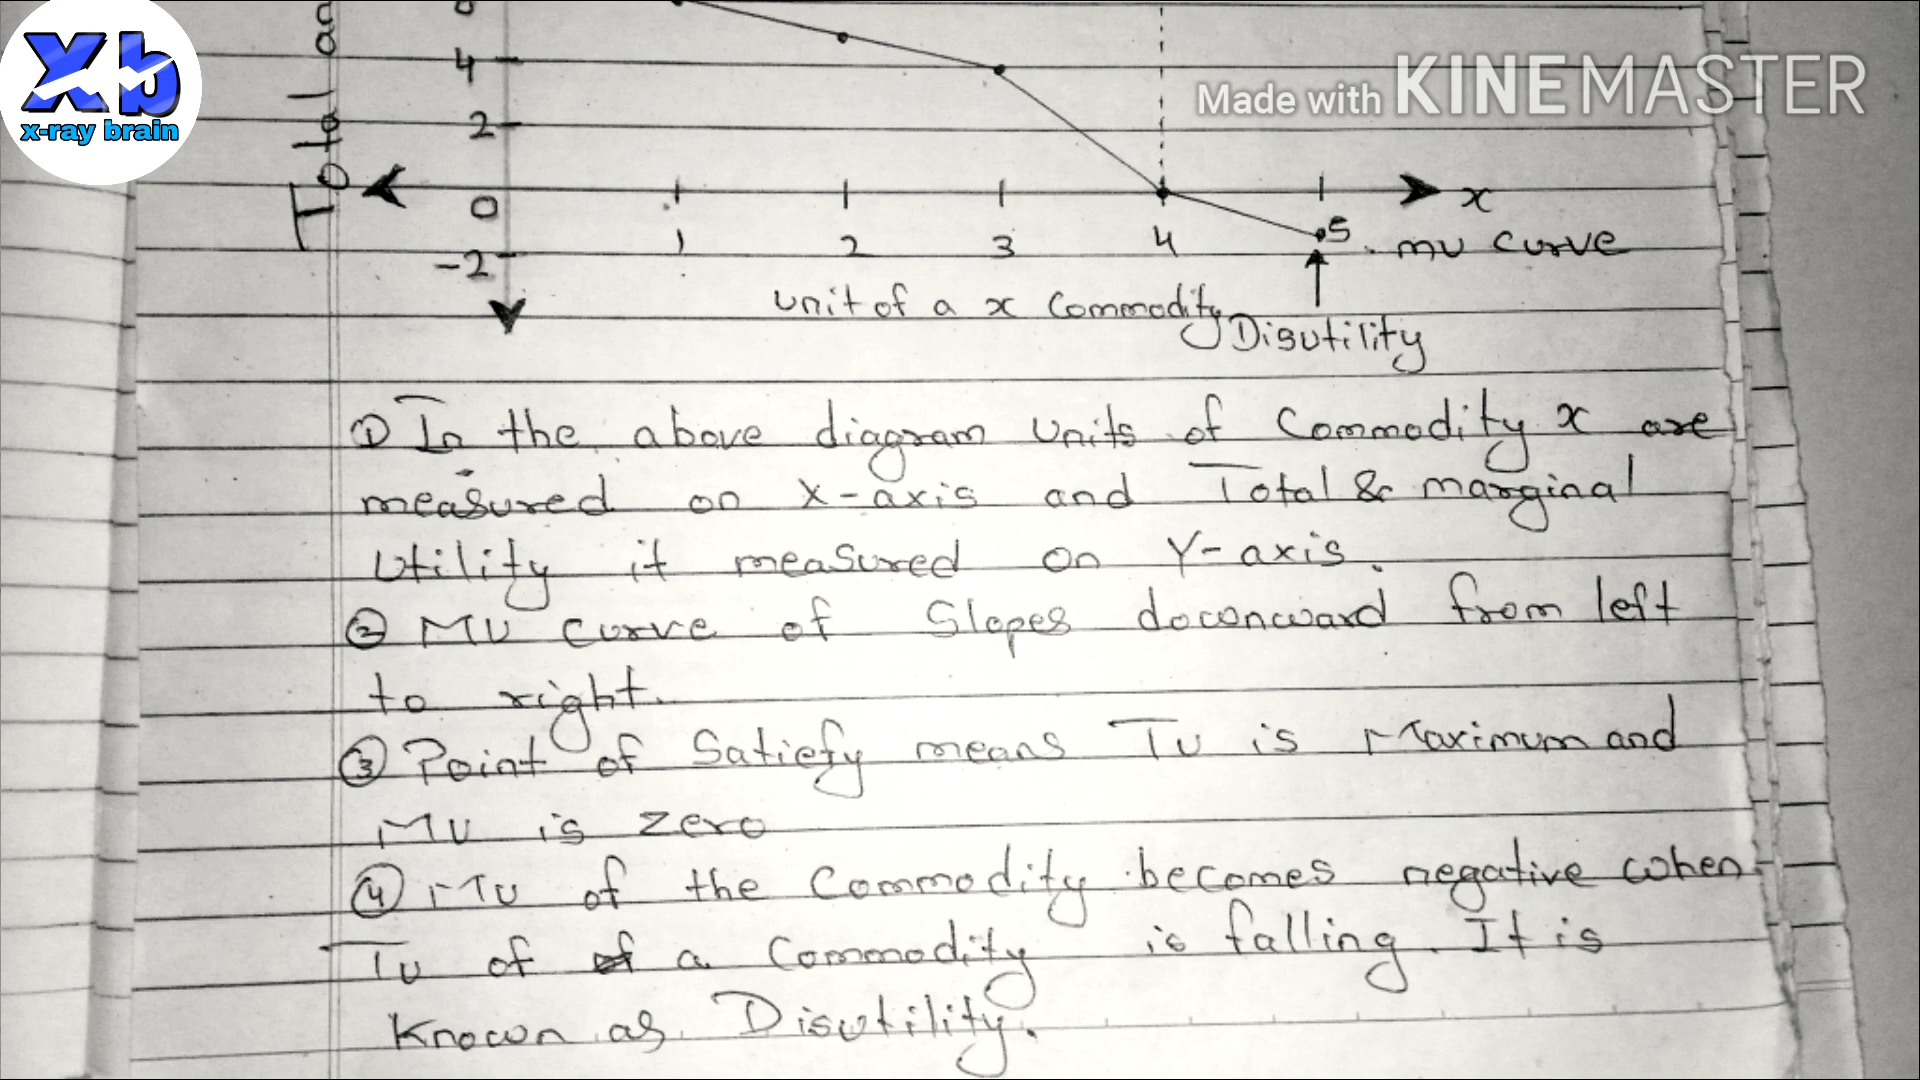 Xb
x-ray brain
Made with KINEMASTER
Total a
4
2
0
-2
1 2 3 4 5
x
mu curve
unit of a x Commodity
Disutility
① In the above diagram units of Commodity x are
measured on X-axis and Total & marginal
Utility it measured on Y-axis.
② MU curve of Slopes downward from left
to right.
③ Point of Satiefy means TU is Maximum and
MU is zero
④ MU of the Commodity becomes negative when
TU of of a Commodity is falling. It is
Known as Disutility.